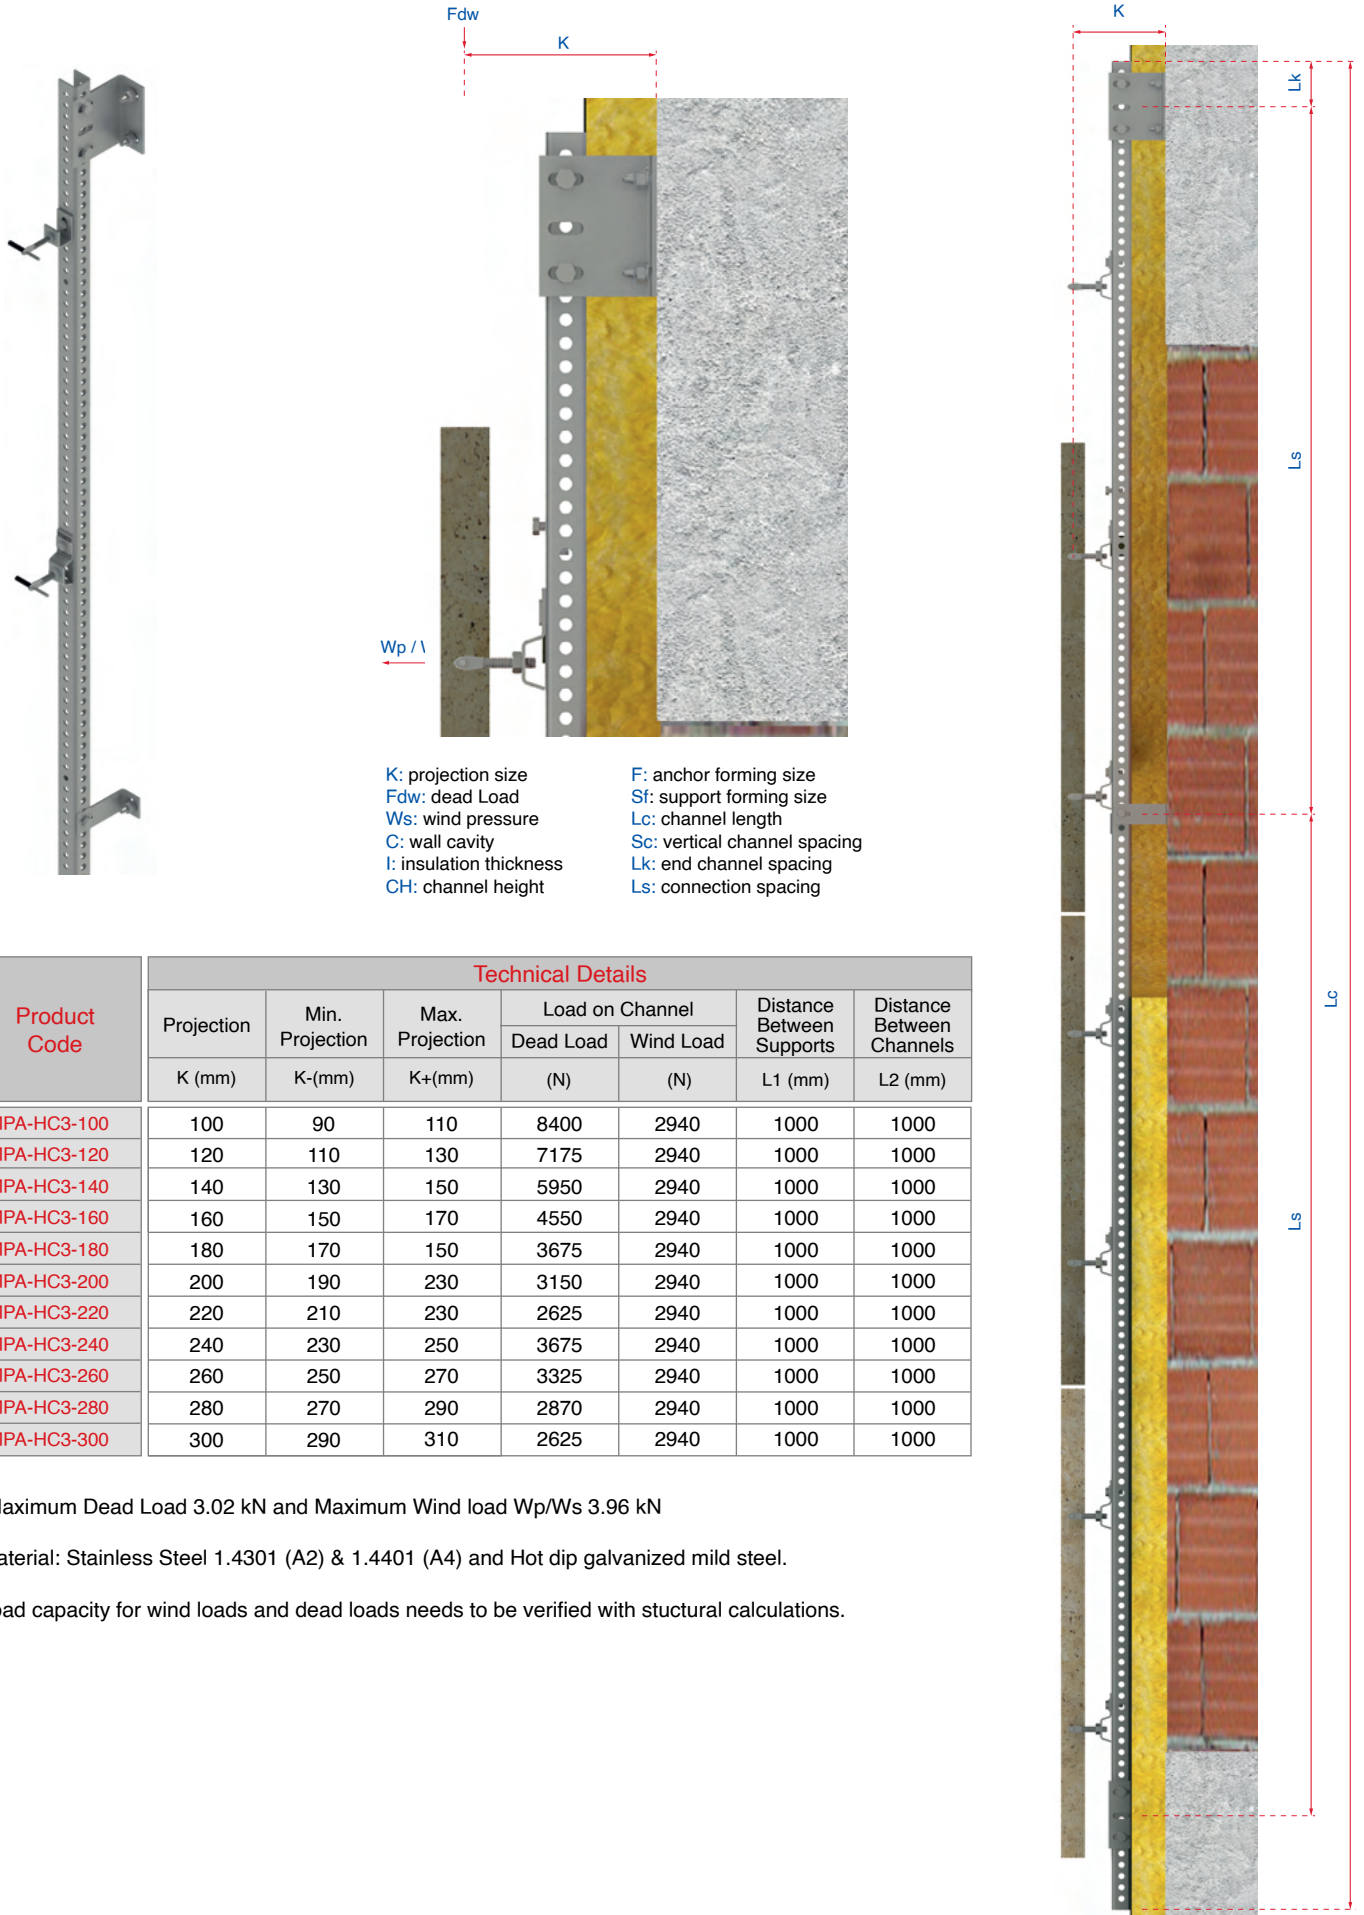 Fdw
K
K
Lk
Ls
Lc
Ls
Wp / \
K: projection size
Fdw: dead Load
Ws: wind pressure
C: wall cavity
I: insulation thickness
CH: channel height
F: anchor forming size
Sf: support forming size
Lc: channel length
Sc: vertical channel spacing
Lk: end channel spacing
Ls: connection spacing
Product Code
Technical Details
Projection Min. Projection Max. Projection Load on Channel Distance Between Supports Distance Between Channels
Dead Load Wind Load
K (mm) K-(mm) K+(mm) (N) (N) L1 (mm) L2 (mm)
IPA-HC3-100 100 90 110 8400 2940 1000 1000
IPA-HC3-120 120 110 130 7175 2940 1000 1000
IPA-HC3-140 140 130 150 5950 2940 1000 1000
IPA-HC3-160 160 150 170 4550 2940 1000 1000
IPA-HC3-180 180 170 150 3675 2940 1000 1000
IPA-HC3-200 200 190 230 3150 2940 1000 1000
IPA-HC3-220 220 210 230 2625 2940 1000 1000
IPA-HC3-240 240 230 250 3675 2940 1000 1000
IPA-HC3-260 260 250 270 3325 2940 1000 1000
IPA-HC3-280 280 270 290 2870 2940 1000 1000
IPA-HC3-300 300 290 310 2625 2940 1000 1000
laximum Dead Load 3.02 kN and Maximum Wind load Wp/Ws 3.96 kN
aterial: Stainless Steel 1.4301 (A2) & 1.4401 (A4) and Hot dip galvanized mild steel.
oad capacity for wind loads and dead loads needs to be verified with stuctural calculations.